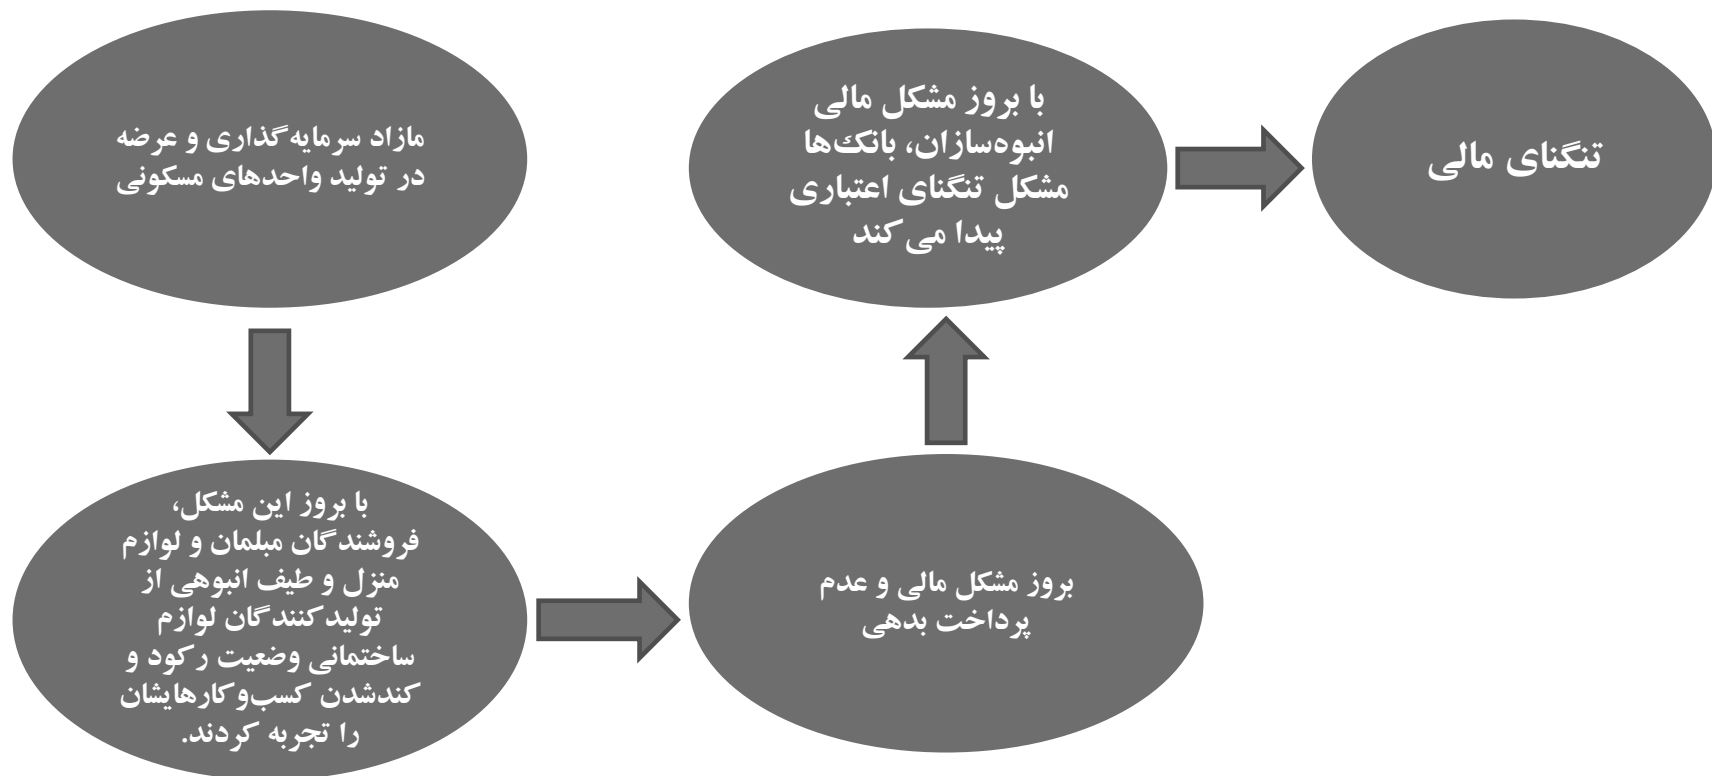 مازاد سرمایه‌گذاری و عرضه
در تولید واحدهای مسکونی
با بروز این مشکل،
فروشندگان مبلمان و لوازم
منزل و طیف انبوهی از
تولیدکنندگان لوازم
ساختمانی وضعیت رکود و
کندشدن کسب‌وکارهایشان
را تجربه کردند.
بروز مشکل مالی و عدم
پرداخت بدهی
با بروز مشکل مالی
انبوه‌سازان، بانک‌ها
مشکل تنگنای اعتباری
پیدا می‌کند
تنگنای مالی